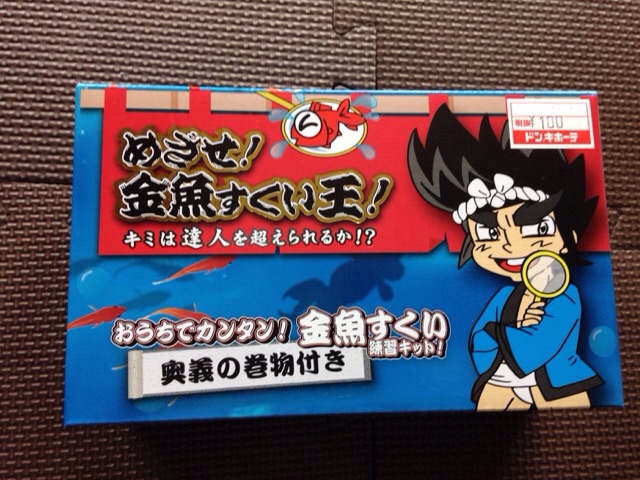 税抜 ¥100
ドン.キホーテ
めざせ!
金魚すくい王!
キミは達人を超えられるか!?
おうちでカンタン! 金魚すくい
練習キット!
奥義の巻物付き